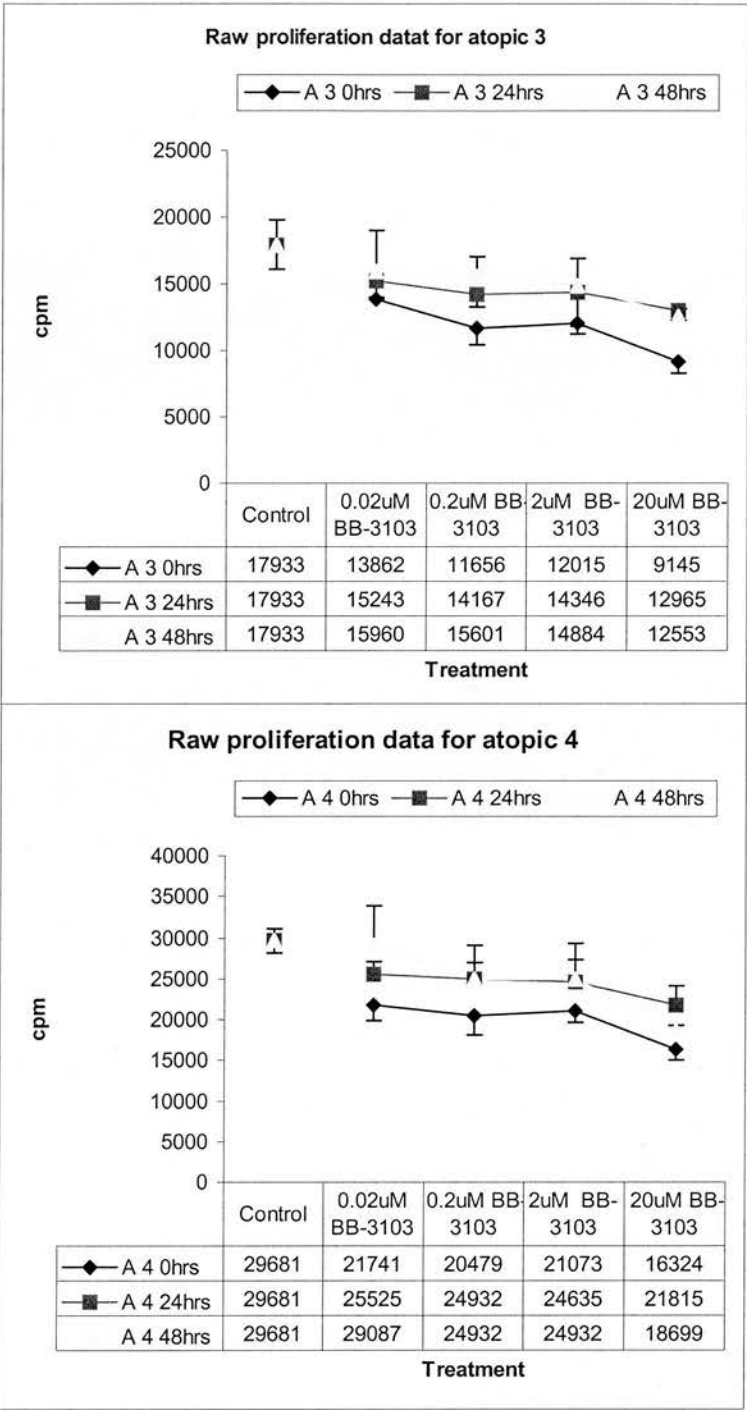 Raw proliferation datat for atopic 3
A 3 0hrs A 3 24hrs A 3 48hrs
25000
20000
15000
10000
5000
0
cpm
Control 0.02uM BB-3103 0.2uM BB-3103 2uM BB-3103 20uM BB-3103
A 3 0hrs 17933 13862 11656 12015 9145
A 3 24hrs 17933 15243 14167 14346 12965
A 3 48hrs 17933 15960 15601 14884 12553
Treatment
Raw proliferation data for atopic 4
A 4 0hrs A 4 24hrs A 4 48hrs
40000
35000
30000
25000
20000
15000
10000
5000
0
cpm
Control 0.02uM BB-3103 0.2uM BB-3103 2uM BB-3103 20uM BB-3103
A 4 0hrs 29681 21741 20479 21073 16324
A 4 24hrs 29681 25525 24932 24635 21815
A 4 48hrs 29681 29087 24932 24932 18699
Treatment